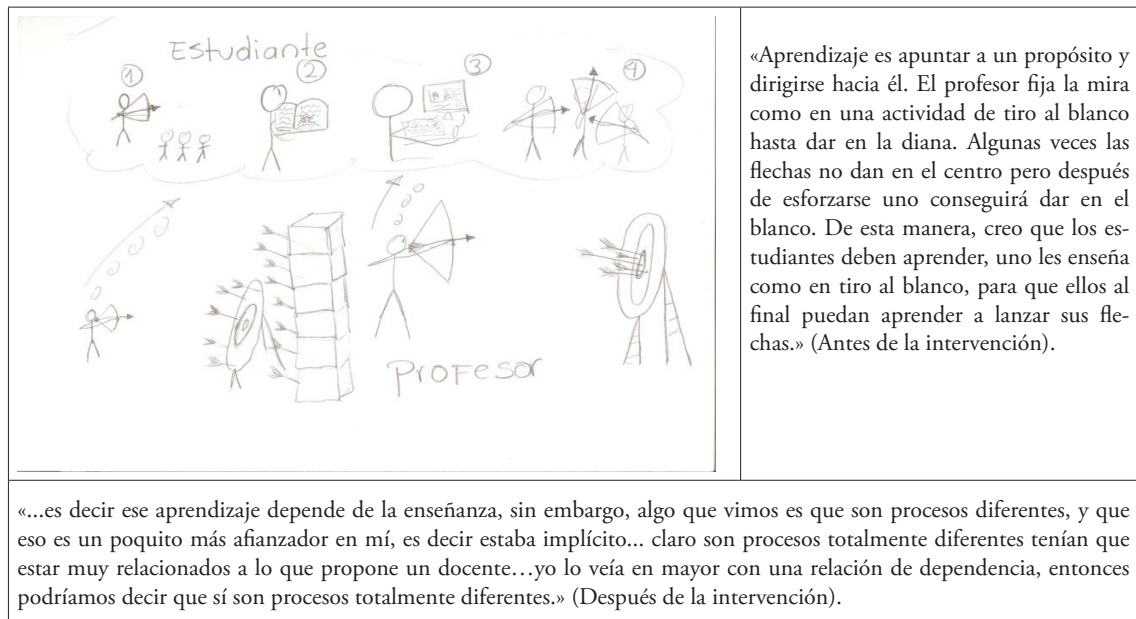 Estudiante
1
2
3
4
Profesor
«Aprendizaje es apuntar a un propósito y
dirigirse hacia él. El profesor fija la mira
como en una actividad de tiro al blanco
hasta dar en la diana. Algunas veces las
flechas no dan en el centro pero después
de esforzarse uno conseguirá dar en el
blanco. De esta manera, creo que los es-
tudiantes deben aprender, uno les enseña
como en tiro al blanco, para que ellos al
final puedan aprender a lanzar sus fle-
chas.» (Antes de la intervención).
«...es decir ese aprendizaje depende de la enseñanza, sin embargo, algo que vimos es que son procesos diferentes, y que
eso es un poquito más afianzador en mí, es decir estaba implícito... claro son procesos totalmente diferentes tenían que
estar muy relacionados a lo que propone un docente…yo lo veía en mayor con una relación de dependencia, entonces
podríamos decir que sí son procesos totalmente diferentes.» (Después de la intervención).